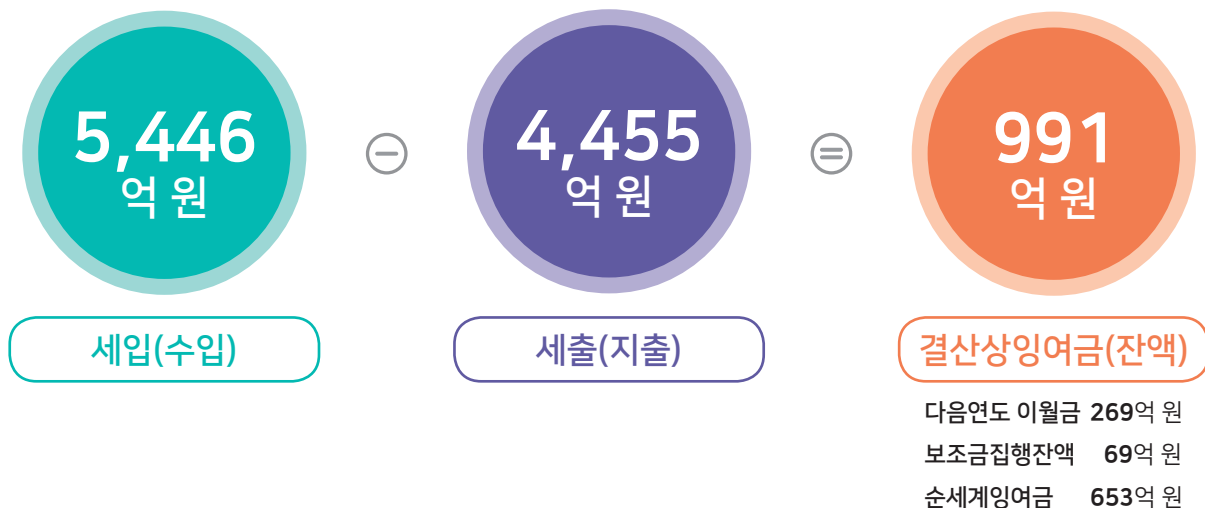 5,446
억 원
세입(수입)
4,455
억 원
세출(지출)
991
억 원
결산상잉여금(잔액)
다음연도 이월금 269억 원
보조금집행잔액 69억 원
순세계잉여금 653억 원